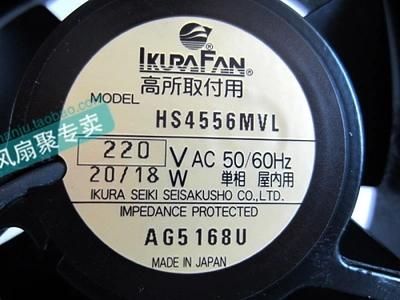 IKURAFAN
高所取付用
MODEL HS4556MVL
220 V AC 50/60Hz
20/18 W 単相 屋内用
IKURA SEIKI SEISAKUSHO CO.,LTD.
IMPEDANCE PROTECTED
AG5168U
MADE IN JAPAN
风扇聚专卖